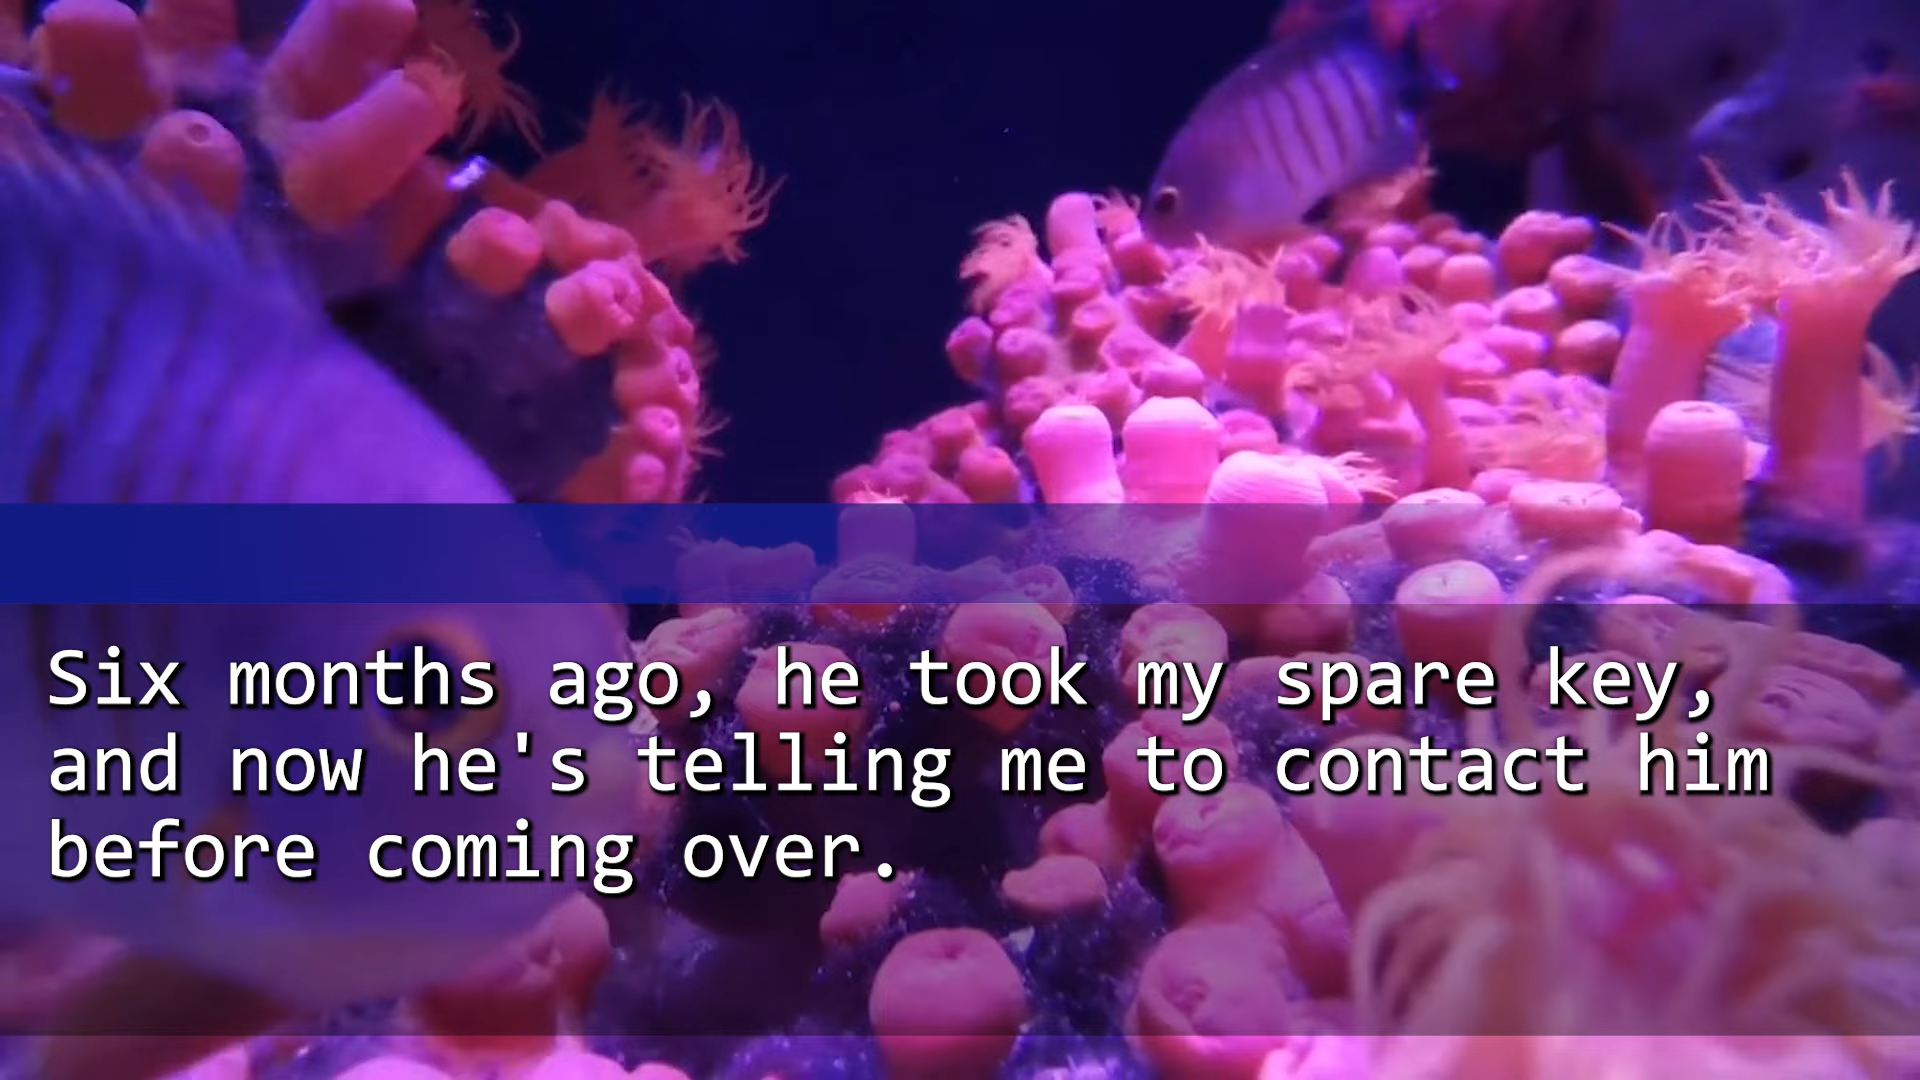 Six months ago, he took my spare key,
and now he's telling me to contact him
before coming over.